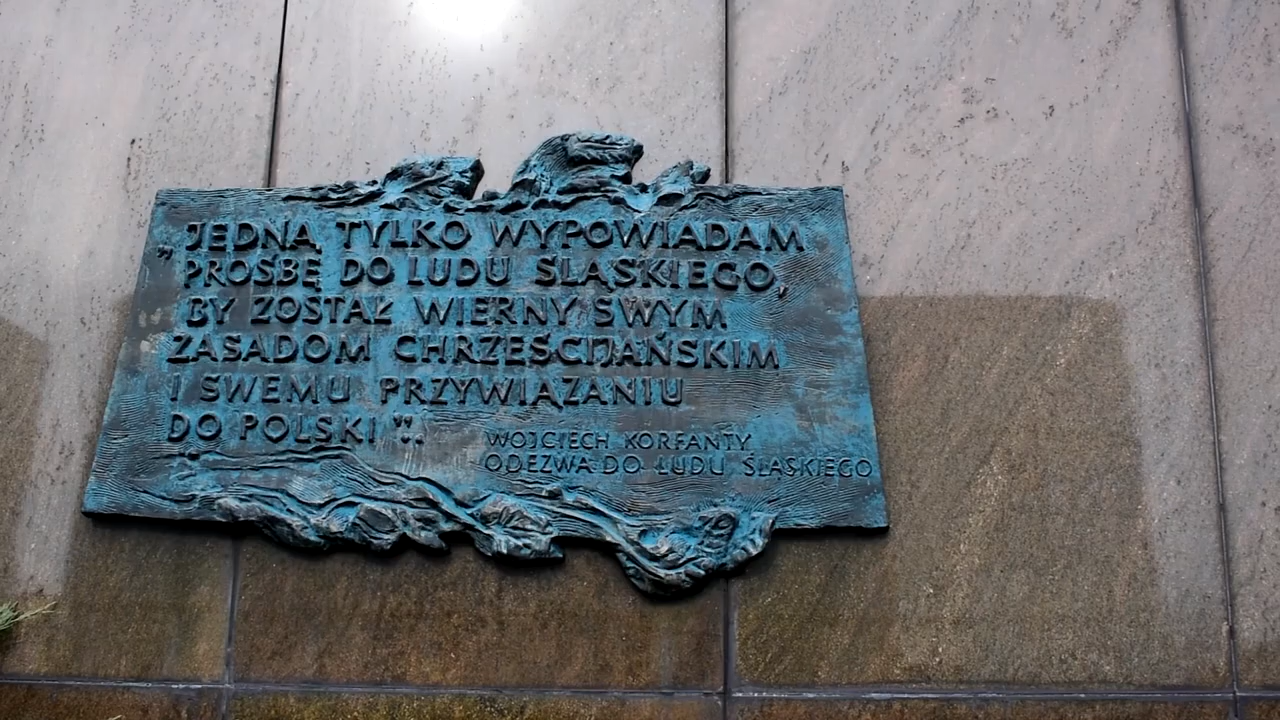 „JEDNĄ TYLKO WYPOWIADAM
PROŚBĘ DO LUDU ŚLĄSKIEGO,
BY ZOSTAŁ WIERNY SWYM
ZASADOM CHRZEŚCIJAŃSKIM
I SWEMU PRZYWIĄZANIU
DO POLSKI”.
WOJCIECH KORFANTY
ODEZWA DO LUDU ŚLĄSKIEGO